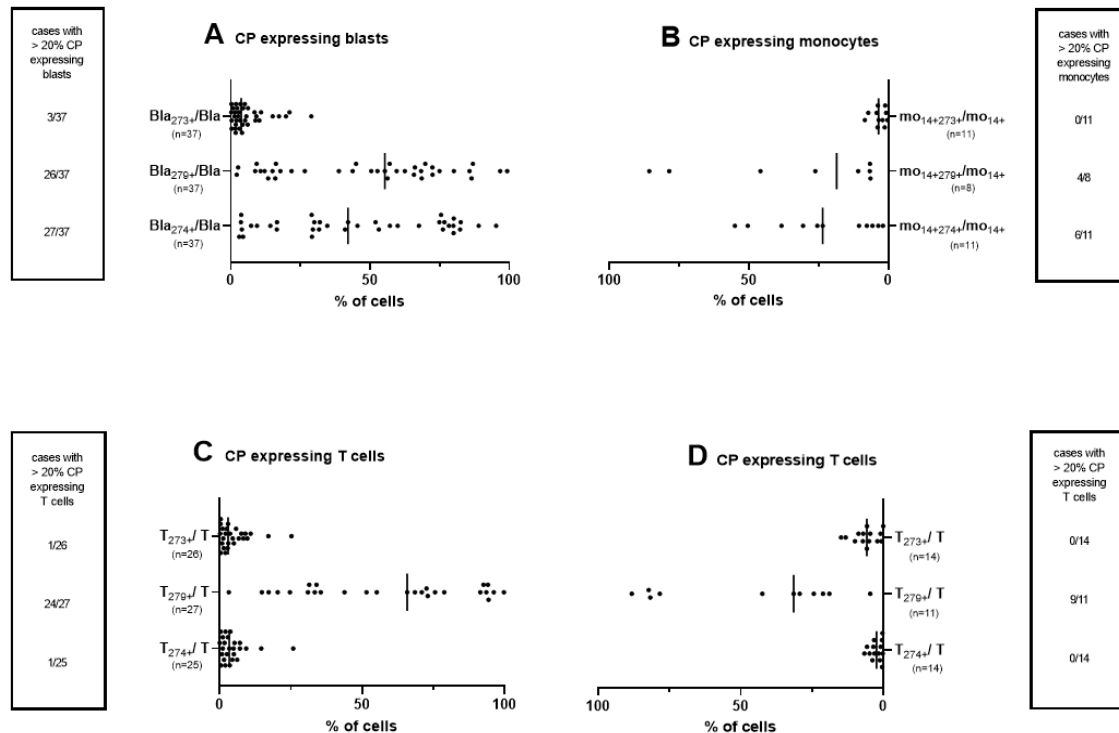 cases with
> 20% CP
expressing
blasts
3/37
26/37
27/37
A CP expressing blasts
Bla273+/Bla
(n=37)
Bla279+/Bla
(n=37)
Bla274+/Bla
(n=37)
0 50 100
% of cells
B CP expressing monocytes
mo14+273+/mo14+
(n=11)
mo14+279+/mo14+
(n=8)
mo14+274+/mo14+
(n=11)
100 50 0
% of cells
cases with
> 20% CP
expressing
monocytes
0/11
4/8
6/11
cases with
> 20% CP
expressing
T cells
1/26
24/27
1/25
C CP expressing T cells
T273+/ T
(n=26)
T279+/ T
(n=27)
T274+/ T
(n=25)
0 50 100
% of cells
D CP expressing T cells
T273+/ T
(n=14)
T279+/ T
(n=11)
T274+/ T
(n=14)
100 50 0
% of cells
cases with
> 20% CP
expressing
T cells
0/14
9/11
0/14